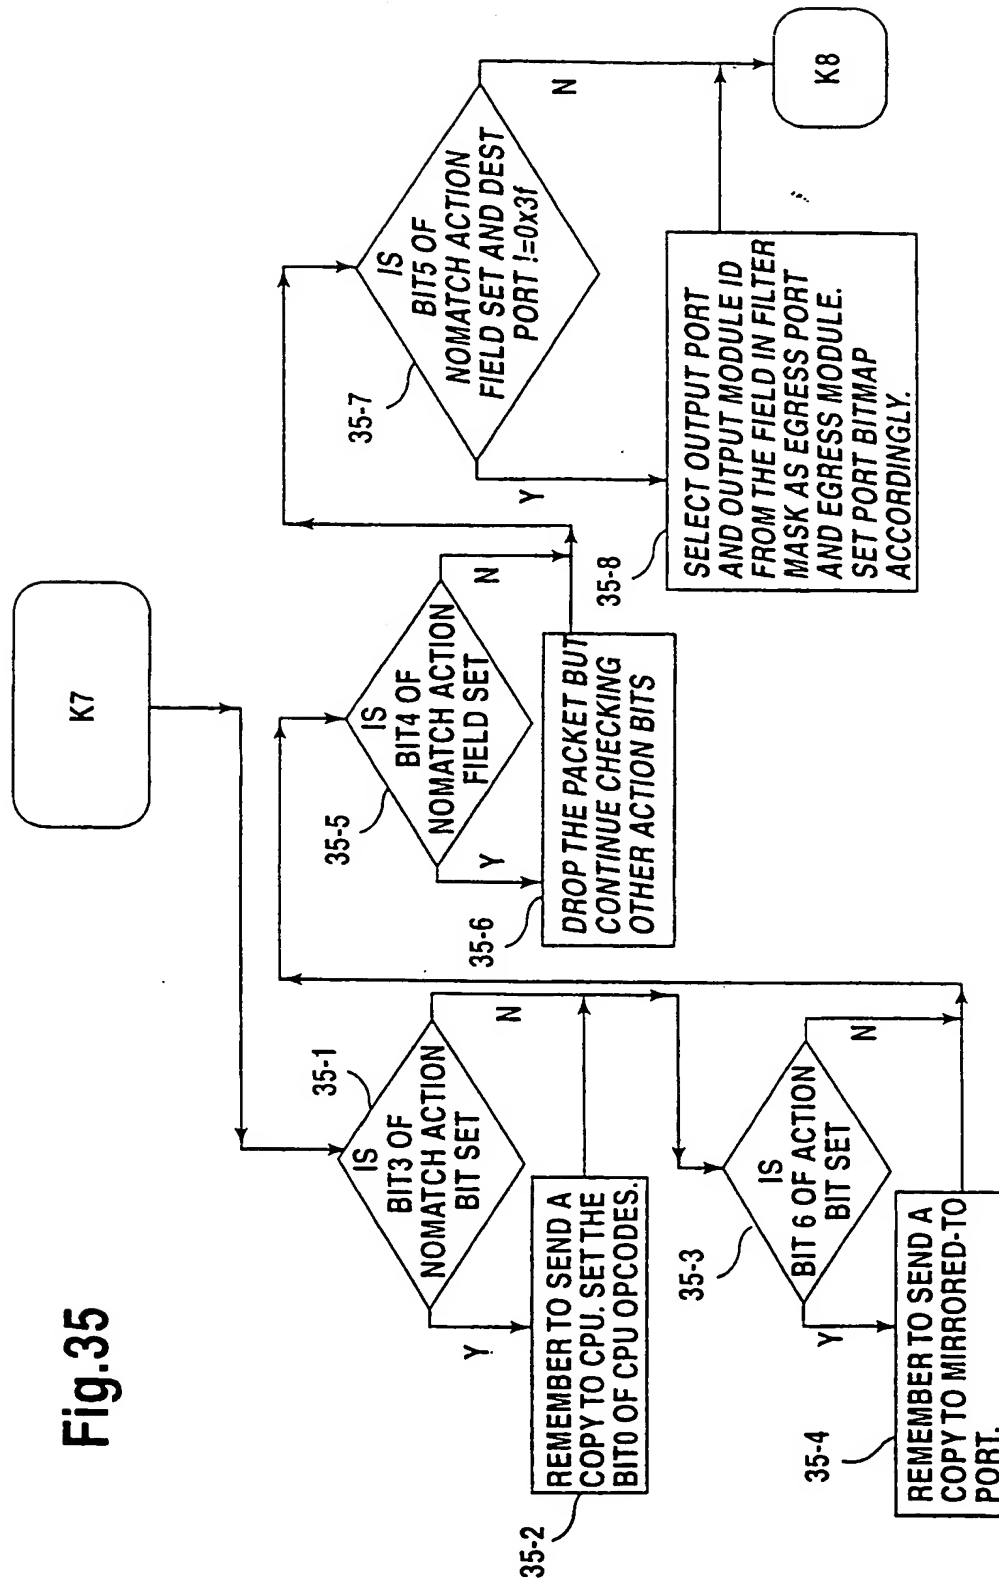 Fig.35
K7
35-1
IS
BIT3 OF
NOMATCH ACTION
BIT SET
Y
N
35-2
REMEMBER TO SEND A
COPY TO CPU. SET THE
BIT0 OF CPU OPCODES.
35-3
IS
BIT 6 OF ACTION
BIT SET
Y
N
35-4
REMEMBER TO SEND A
COPY TO MIRRORED-TO
PORT.
35-5
IS
BIT4 OF
NOMATCH ACTION
FIELD SET
Y
N
35-6
DROP THE PACKET BUT
CONTINUE CHECKING
OTHER ACTION BITS
35-7
IS
BIT5 OF
NOMATCH ACTION
FIELD SET AND DEST
PORT !=0x3f
Y
N
35-8
SELECT OUTPUT PORT
AND OUTPUT MODULE ID
FROM THE FIELD IN FILTER
MASK AS EGRESS PORT
AND EGRESS MODULE.
SET PORT BITMAP
ACCORDINGLY.
K8